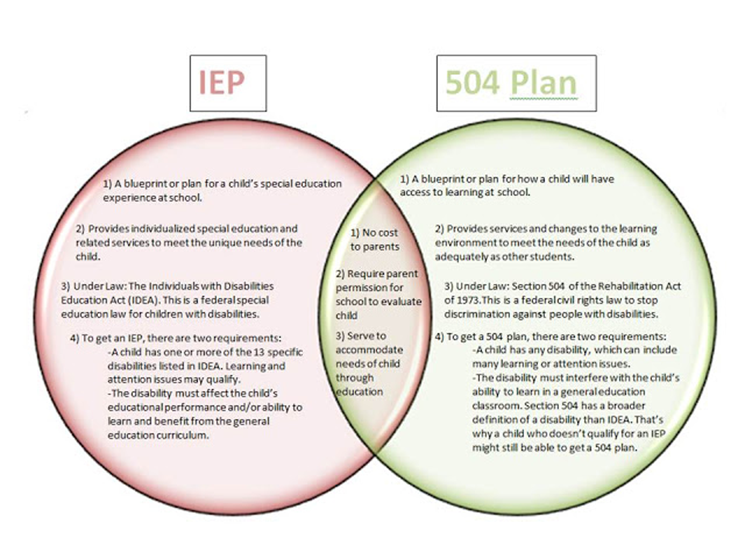 IEP
504 Plan
1) A blueprint or plan for a child's special education
experience at school.
2) Provides individualized special education and
related services to meet the unique needs of the
child.
3) Under Law: The Individuals with Disabilities
Education Act (IDEA). This is a federal special
education law for children with disabilities.
4) To get an IEP, there are two requirements:
-A child has one or more of the 13 specific
disabilities listed in IDEA. Learning and
attention issues may qualify.
-The disability must affect the child's
educational performance and/or ability to
learn and benefit from the general
education curriculum.
1) No cost
to parents
2) Require parent
permission for
school to evaluate
child
3) Serve to
accommodate
needs of child
through
education
1) A blueprint or plan for how a child will have
access to learning at school.
2) Provides services and changes to the learning
environment to meet the needs of the child as
adequately as other students.
3) Under Law: Section 504 of the Rehabilitation Act
of 1973.This is a federal civil rights law to stop
discrimination against people with disabilities.
4) To get a 504 plan, there are two requirements:
-A child has any disability, which can include
many learning or attention issues.
-The disability must interfere with the child's
ability to learn in a general education
classroom. Section 504 has a broader
definition of a disability than IDEA. That's
why a child who doesn't qualify for an IEP
might still be able to get a 504 plan.